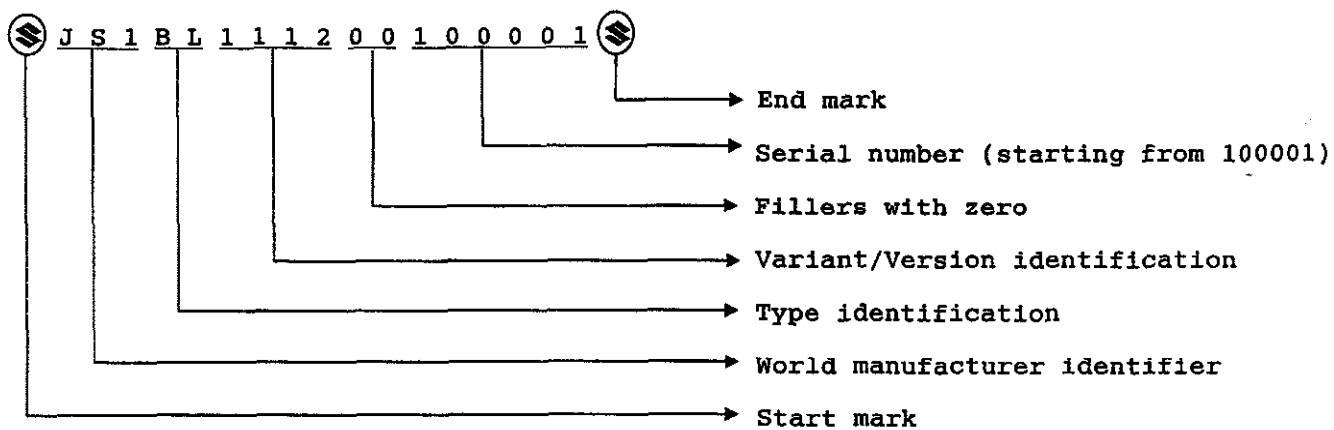 J S 1 B L 1 1 1 2 0 0 1 0 0 0 0 1
End mark
Serial number (starting from 100001)
Fillers with zero
Variant/Version identification
Type identification
World manufacturer identifier
Start mark